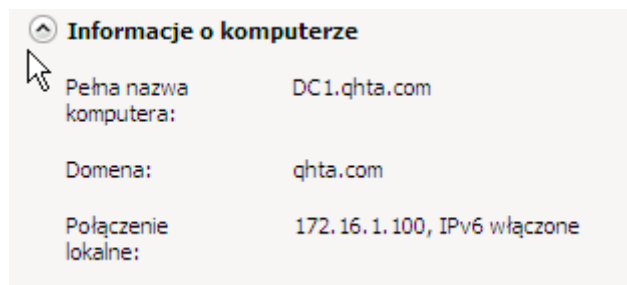 Informacje o komputerze
Pełna nazwa komputera: DC1.qhta.com
Domena: qhta.com
Połączenie lokalne: 172.16.1.100, IPv6 włączone